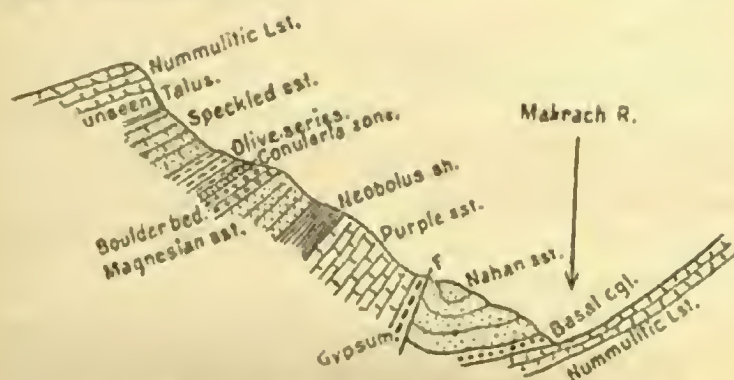 Nummulitic Lst.
Talus.
unseen
Speckled sst.
Olive series.
Conularia zone.
Makrach R.
Neobolus sh.
Boulder bed.
Magnesian sst.
Purple sst.
F
Nahan sst.
Basal cgl.
Gypsum
Nummulitic Lst.